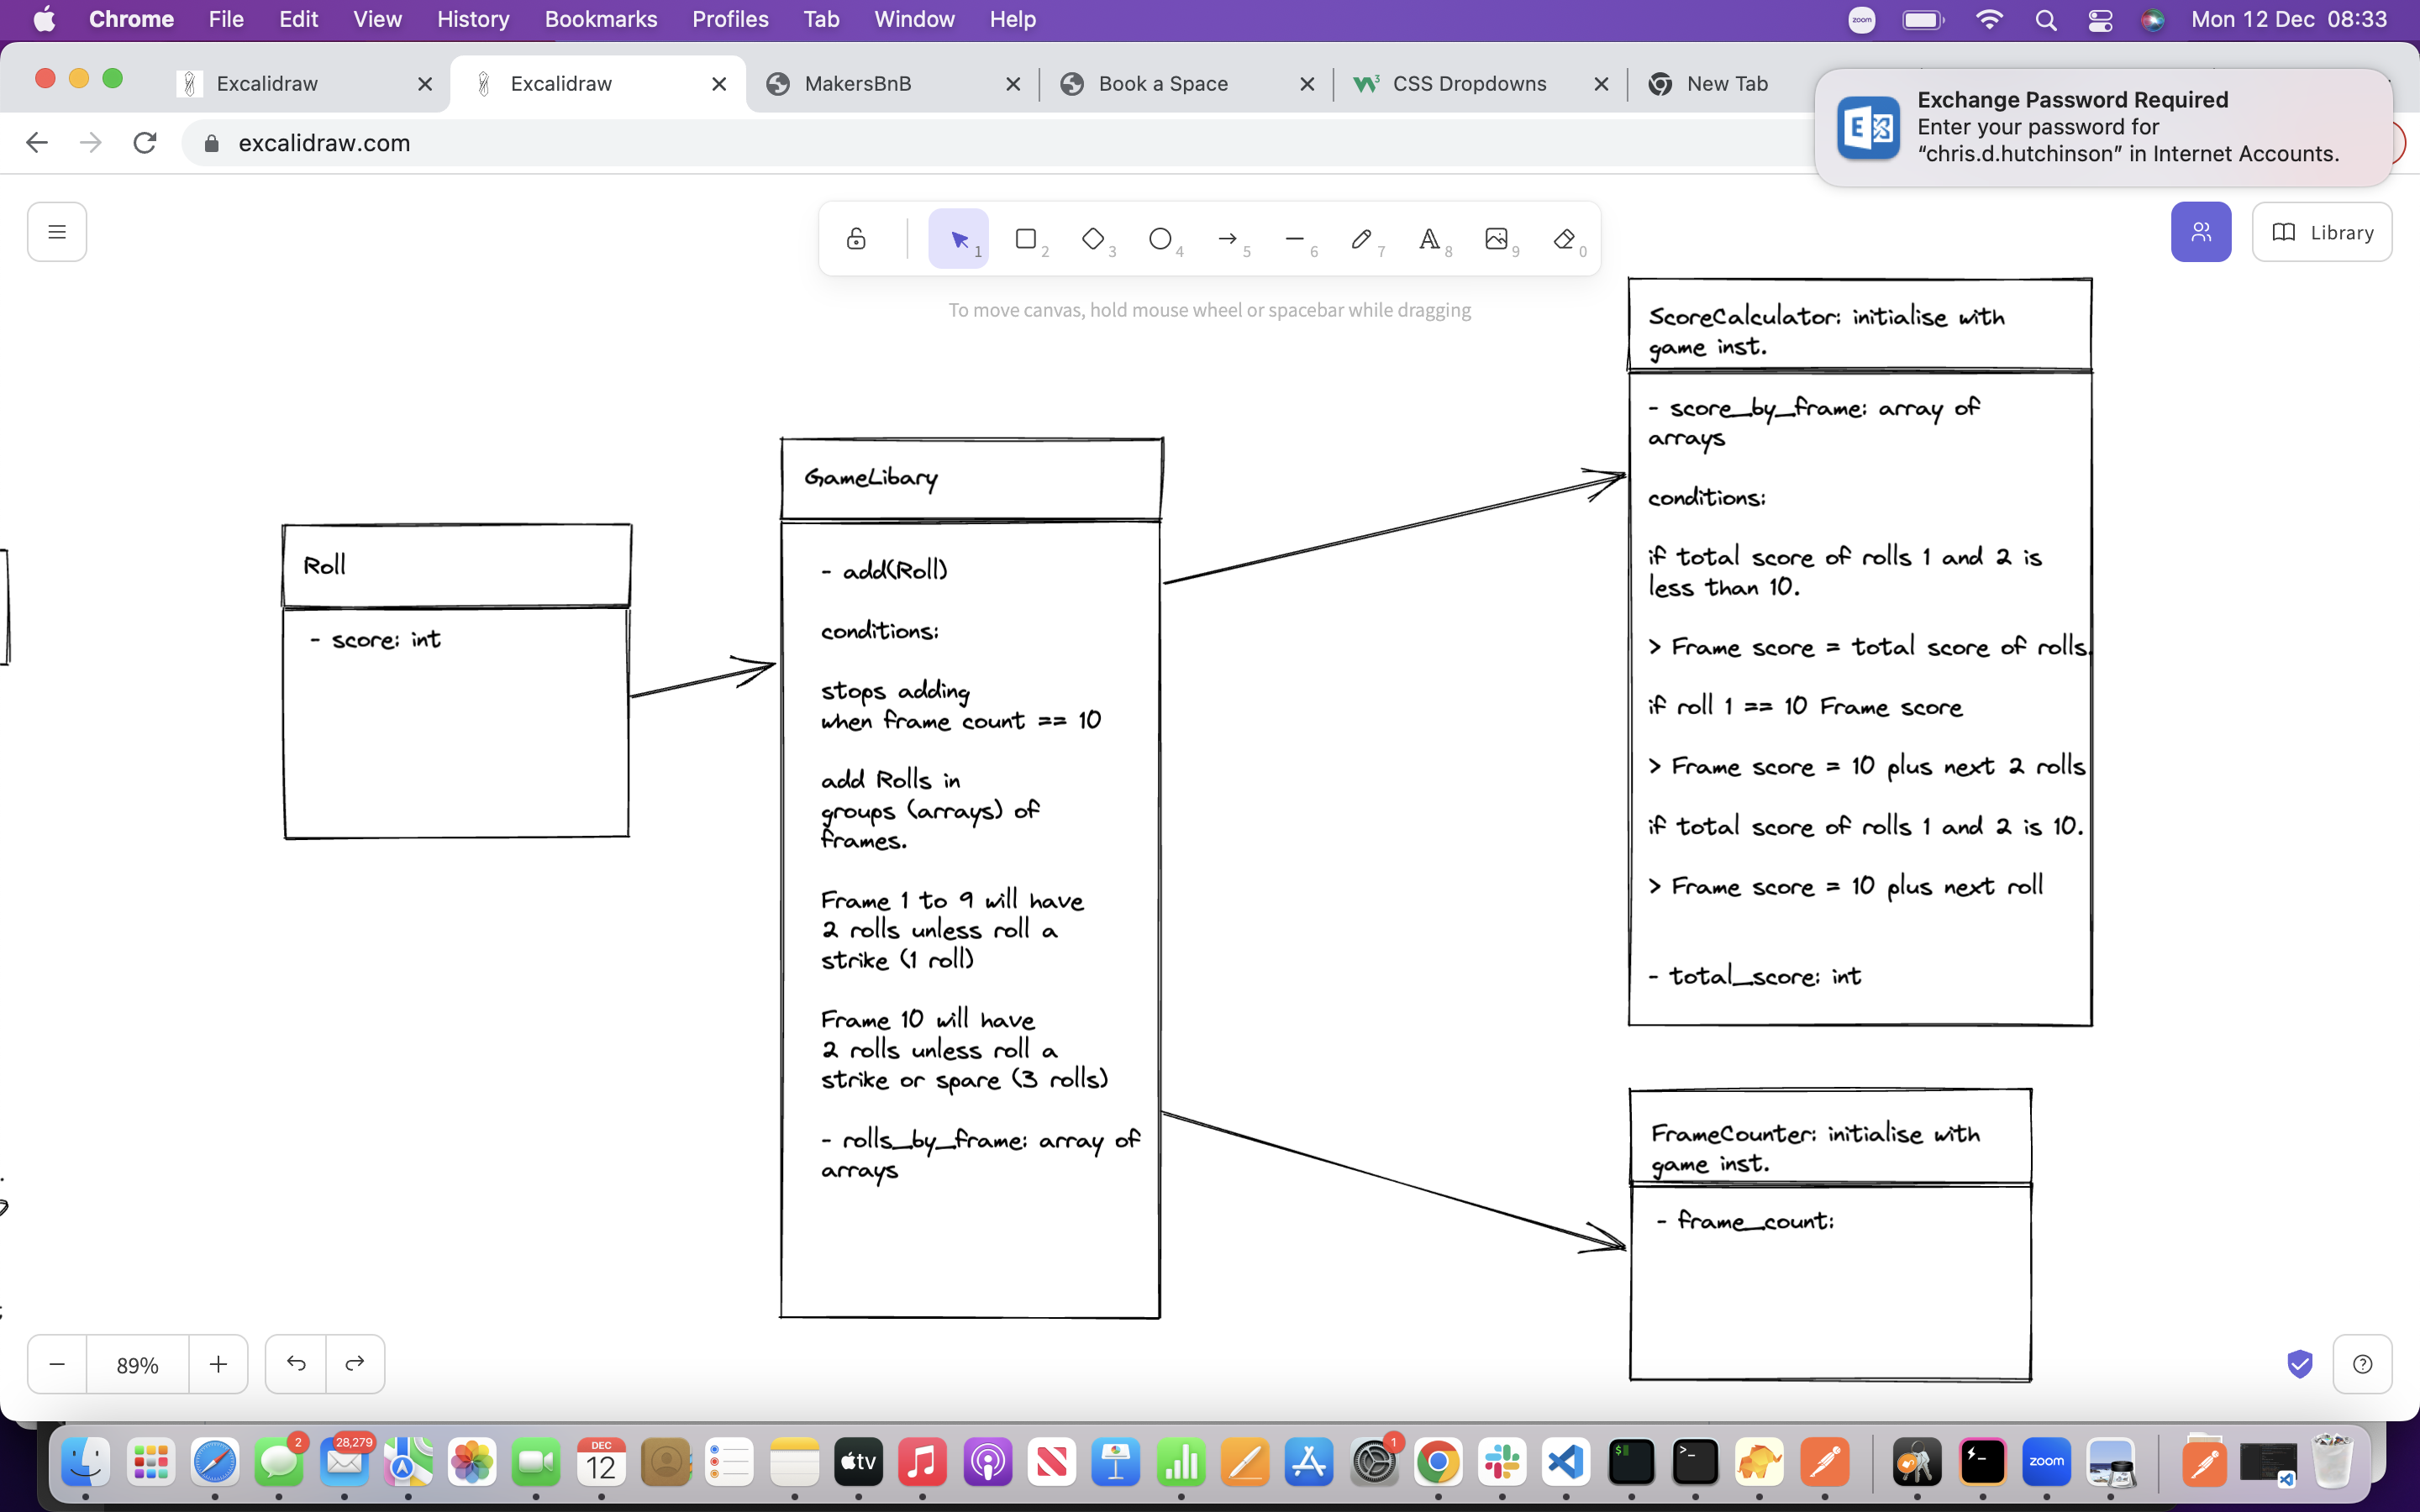 Chrome File Edit View History Bookmarks Profiles Tab Window Help zoom Mon 12 Dec 08:33
Excalidraw Excalidraw MakersBnB Book a Space CSS Dropdowns New Tab
Exchange Password Required
Enter your password for
“chris.d.hutchinson” in Internet Accounts.
excalidraw.com
1 2 3 4 5 6 7 8 9 0
Library
To move canvas, hold mouse wheel or spacebar while dragging
Roll
- score: int
GameLibary
- add(Roll)
conditions:
stops adding
when frame count == 10
add Rolls in
groups (arrays) of
frames.
Frame 1 to 9 will have
2 rolls unless roll a
strike (1 roll)
Frame 10 will have
2 rolls unless roll a
strike or spare (3 rolls)
- rolls_by_frame: array of
arrays
ScoreCalculator: initialise with
game inst.
- score_by_frame: array of
arrays
conditions:
if total score of rolls 1 and 2 is
less than 10.
> Frame score = total score of rolls.
if roll 1 == 10 Frame score
> Frame score = 10 plus next 2 rolls
if total score of rolls 1 and 2 is 10.
> Frame score = 10 plus next roll
- total_score: int
FrameCounter: initialise with
game inst.
- frame_count:
89%
2
28,279
DEC
12
tv
1
zoom